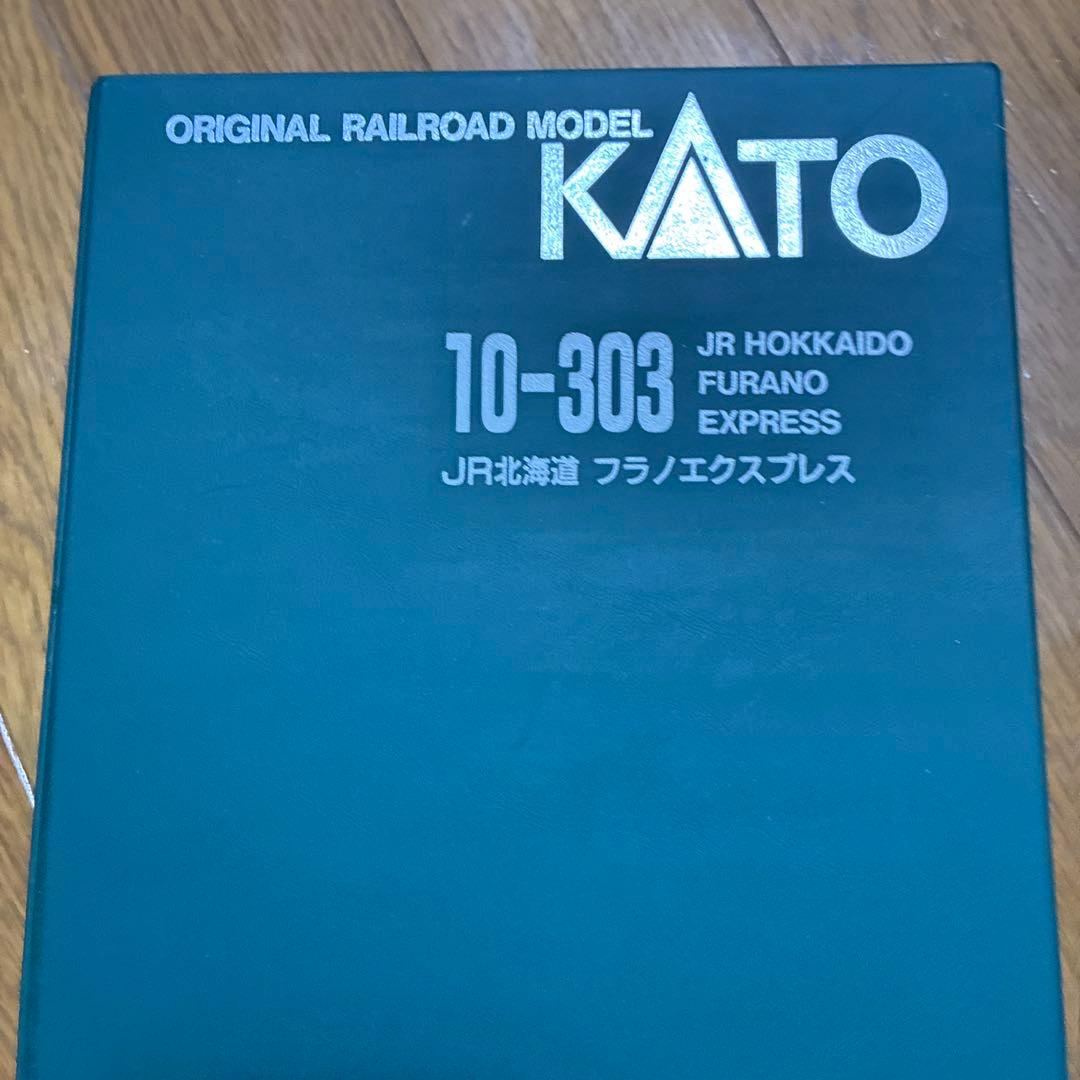 ORIGINAL RAILROAD MODEL
KATO
10-303
JR HOKKAIDO
FURANO
EXPRESS
JR北海道 フラノエクスプレス